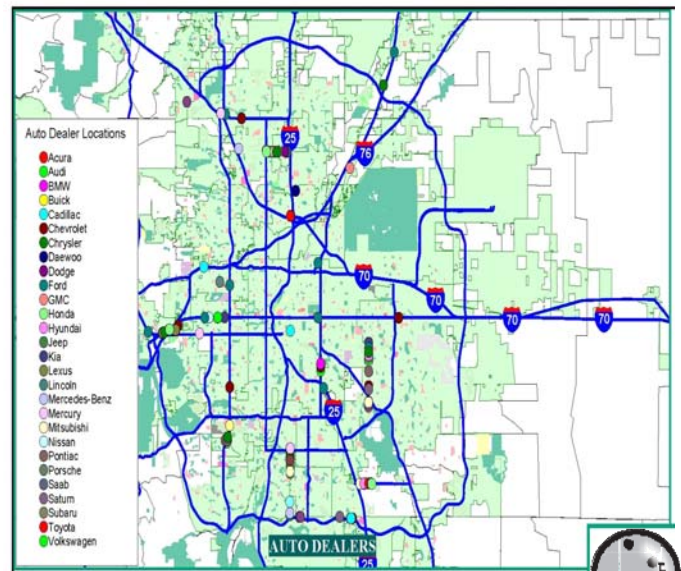 Auto Dealer Locations
Acura
Audi
BMW
Buick
Cadillac
Chevrolet
Chrysler
Daewoo
Dodge
Ford
GMC
Honda
Hyundai
Jeep
Kia
Lexus
Lincoln
Mercedes-Benz
Mercury
Mitsubishi
Nissan
Pontiac
Porsche
Saab
Saturn
Subaru
Toyota
Volkswagen
25
76
70
70
70
70
25
AUTO DEALERS
25
E